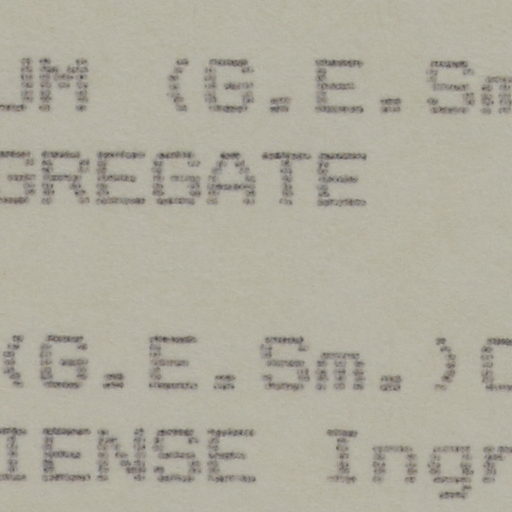 UM (G.E.Sm
GREGATE
(G.E.Sm.)C
IENSE Ingr